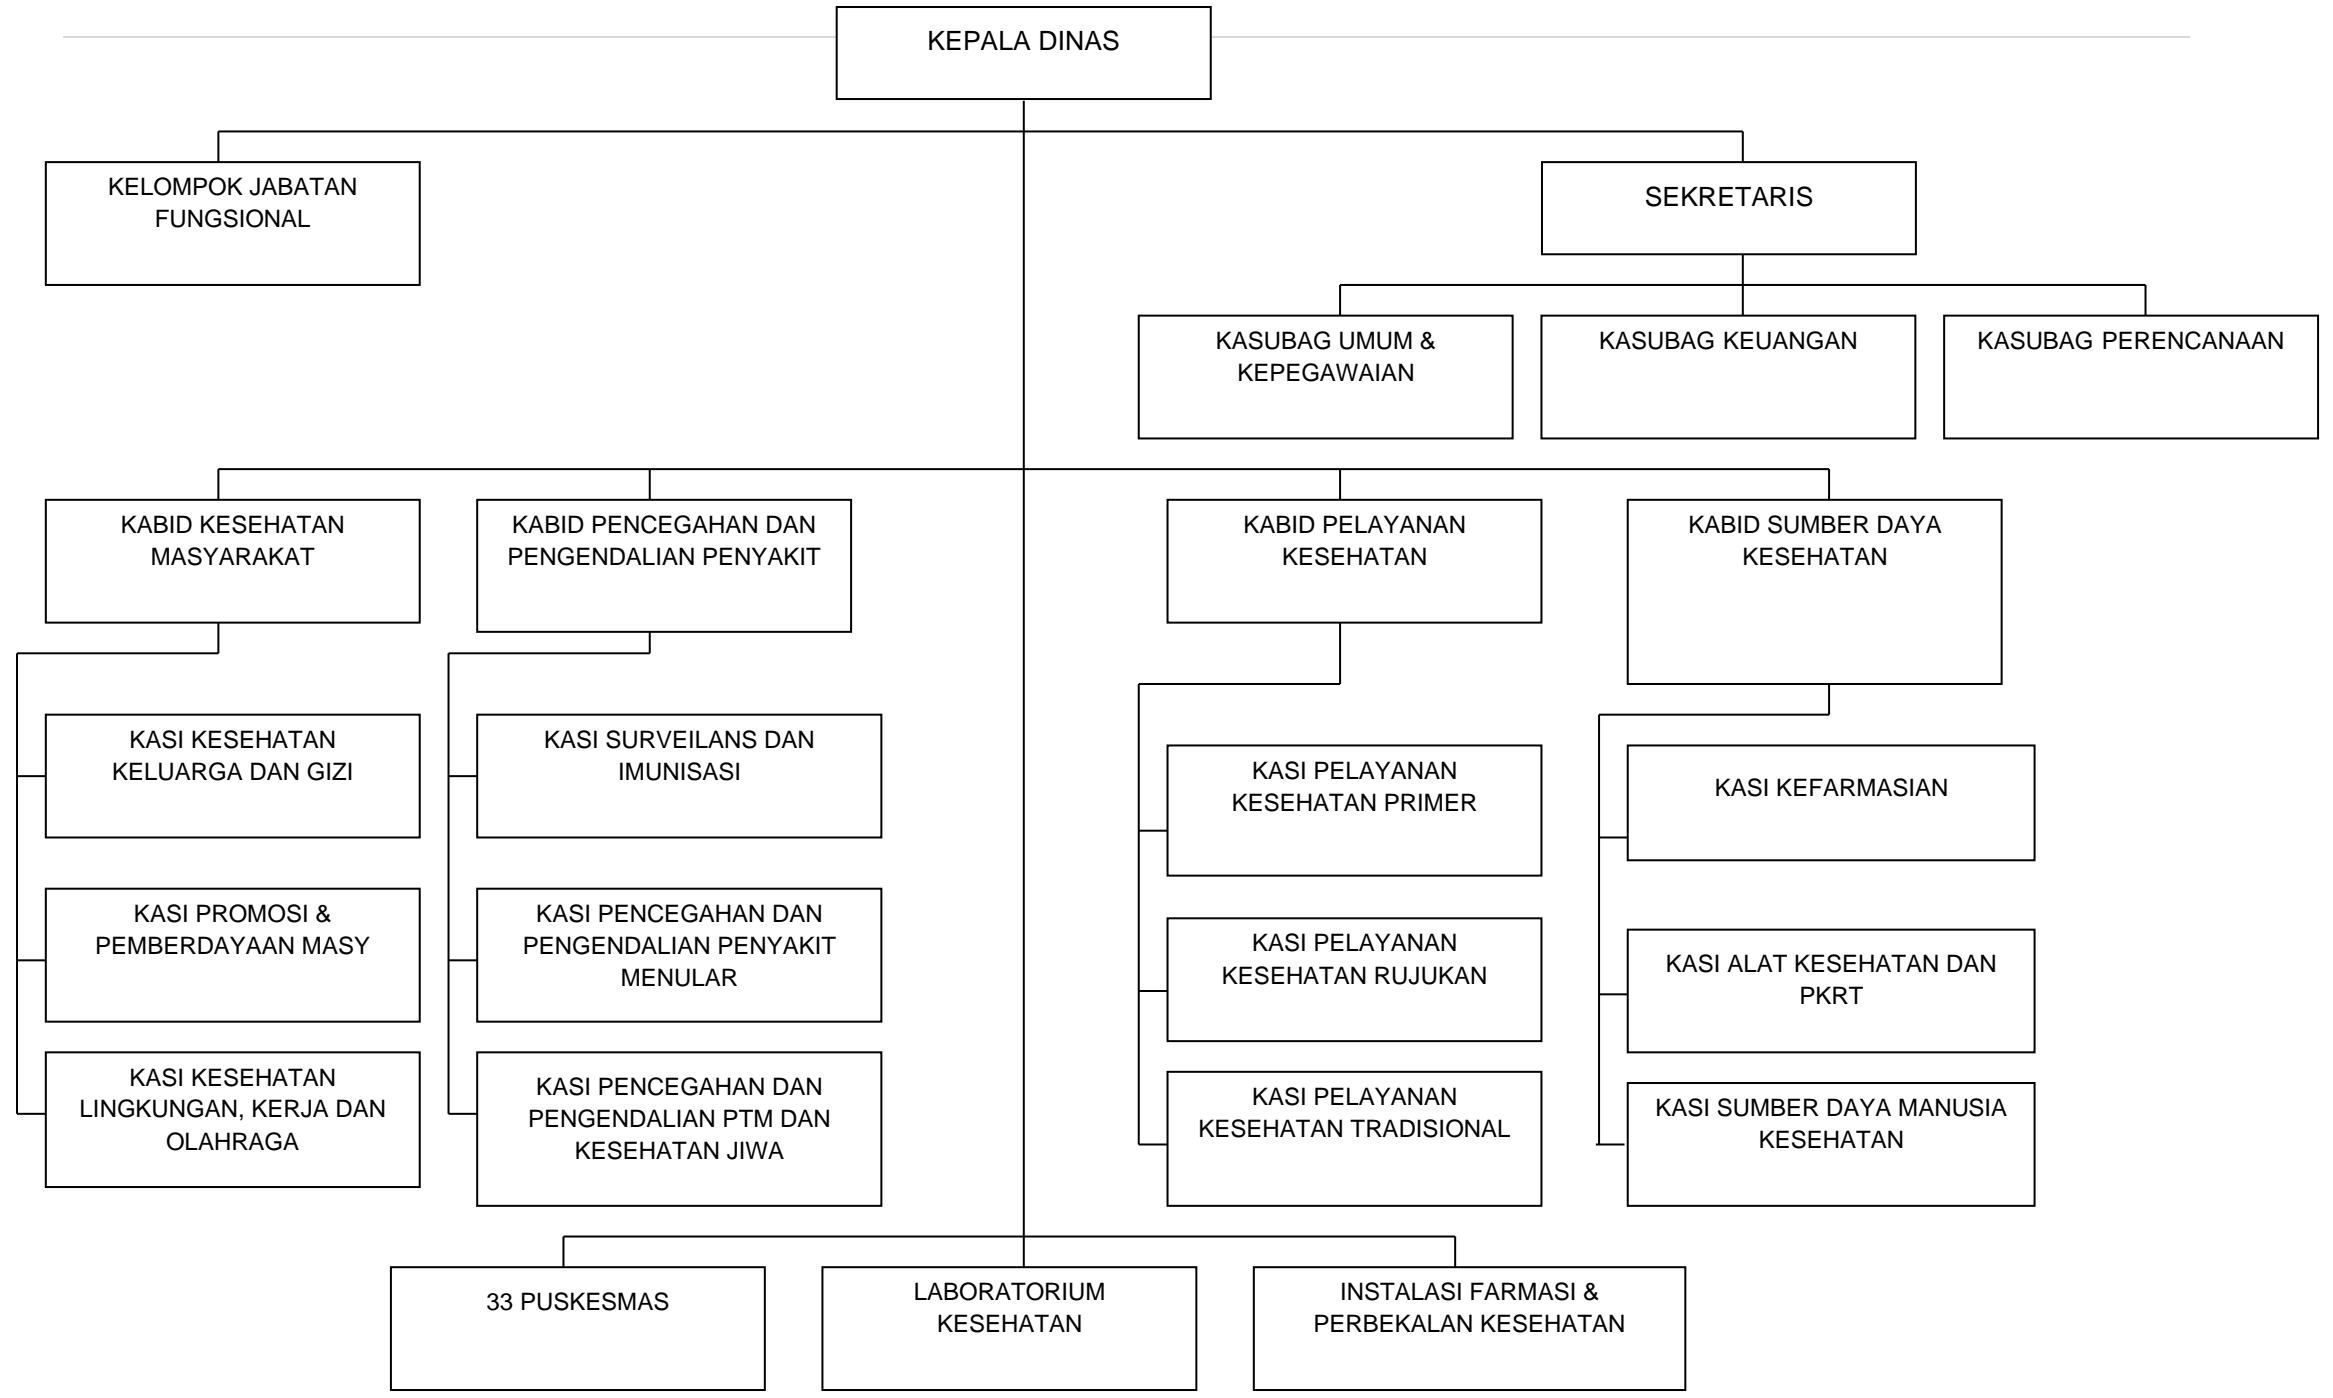 KEPALA DINAS
KELOMPOK JABATAN
FUNGSIONAL
SEKRETARIS
KASUBAG UMUM &
KEPEGAWAIAN
KASUBAG KEUANGAN
KASUBAG PERENCANAAN
KABID KESEHATAN
MASYARAKAT
KABID PENCEGAHAN DAN
PENGENDALIAN PENYAKIT
KABID PELAYANAN
KESEHATAN
KABID SUMBER DAYA
KESEHATAN
KASI KESEHATAN
KELUARGA DAN GIZI
KASI SURVEILANS DAN
IMUNISASI
KASI PELAYANAN
KESEHATAN PRIMER
KASI KEFARMASIAN
KASI PROMOSI &
PEMBERDAYAAN MASY
KASI PENCEGAHAN DAN
PENGENDALIAN PENYAKIT
MENULAR
KASI PELAYANAN
KESEHATAN RUJUKAN
KASI ALAT KESEHATAN DAN
PKRT
KASI KESEHATAN
LINGKUNGAN, KERJA DAN
OLAHRAGA
KASI PENCEGAHAN DAN
PENGENDALIAN PTM DAN
KESEHATAN JIWA
KASI PELAYANAN
KESEHATAN TRADISIONAL
KASI SUMBER DAYA MANUSIA
KESEHATAN
33 PUSKESMAS
LABORATORIUM
KESEHATAN
INSTALASI FARMASI &
PERBEKALAN KESEHATAN